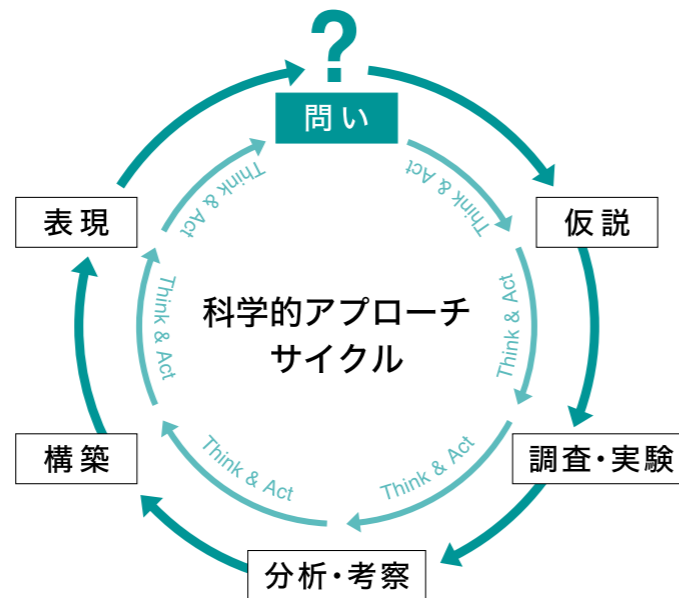 ?
問い
Think & Act
仮説
Think & Act
調査・実験
Think & Act
分析・考察
Think & Act
構築
Think & Act
表現
Think & Act
科学的アプローチ
サイクル